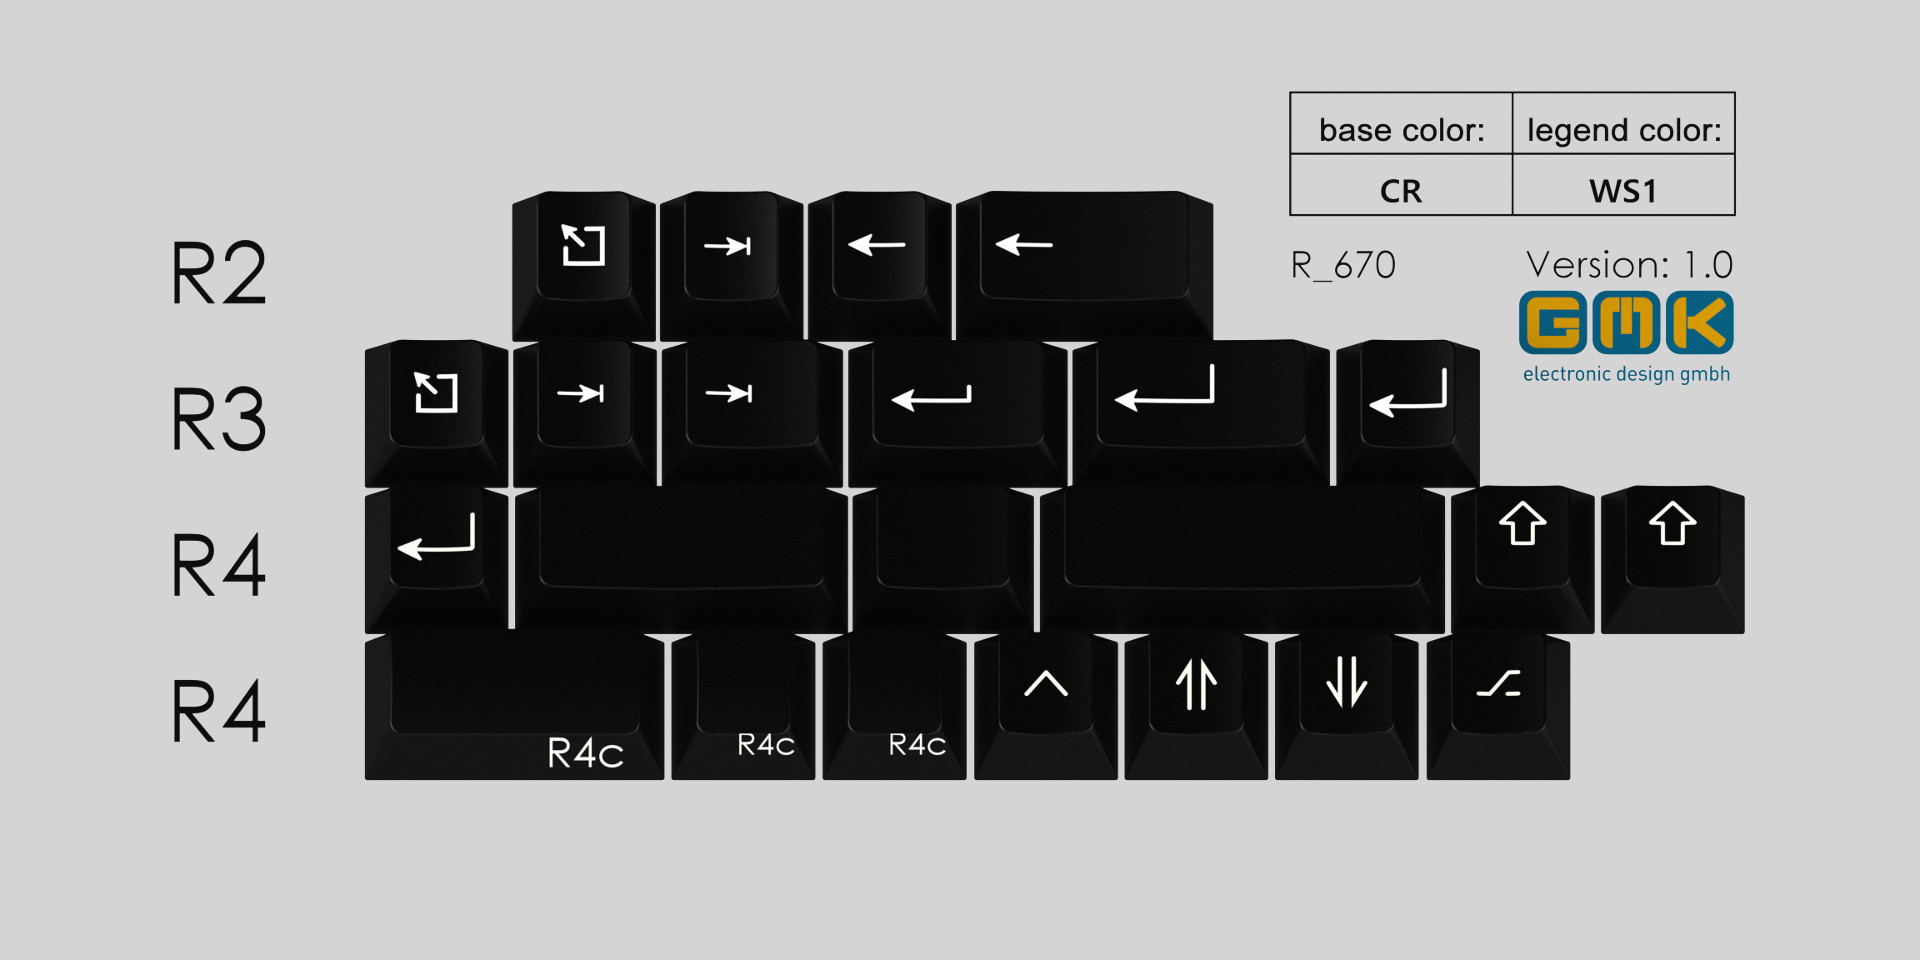 base color: legend color:
CR WS1
R_670 Version: 1.0
GMK
electronic design gmbh
R2
R3
R4
R4
R4c R4c R4c